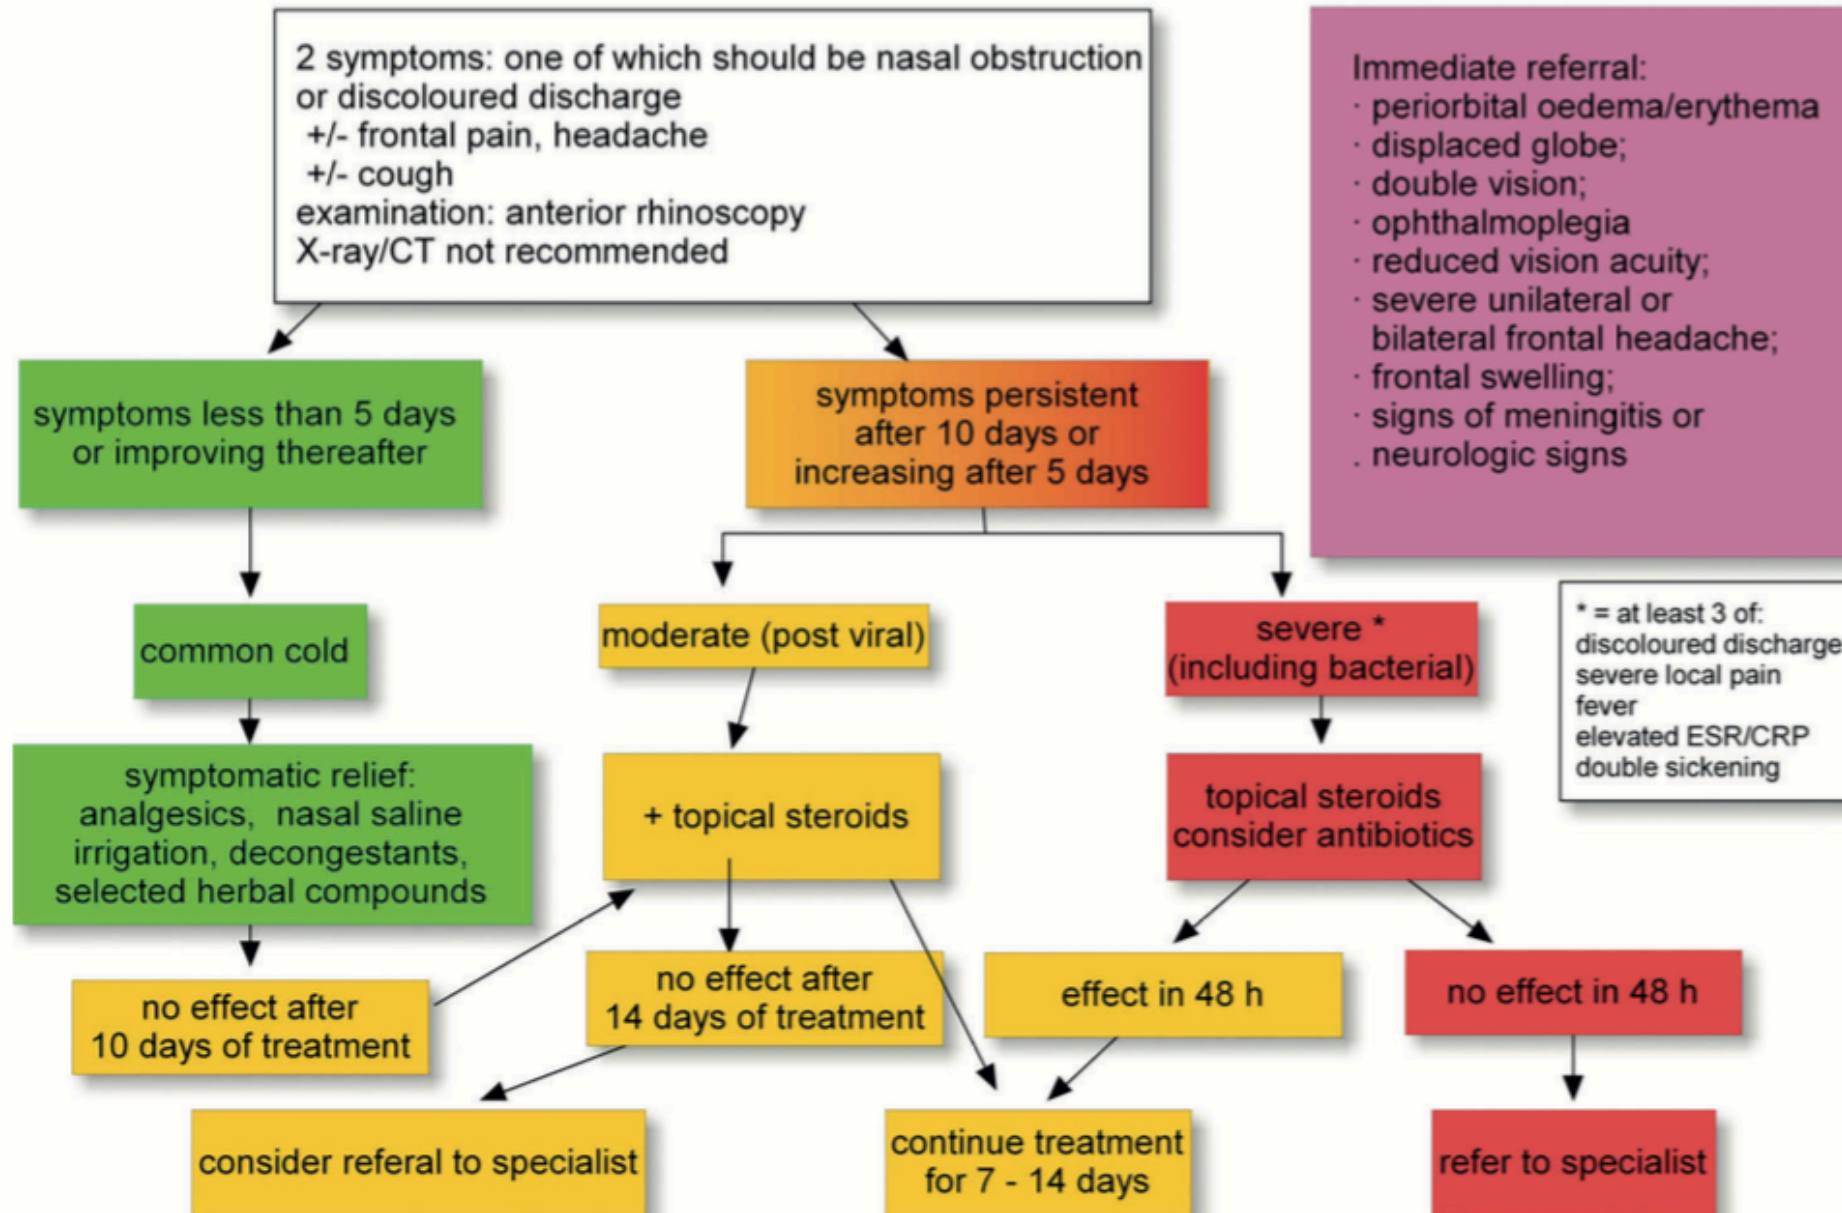 2 symptoms: one of which should be nasal obstruction
or discoloured discharge
+/- frontal pain, headache
+/- cough
examination: anterior rhinoscopy
X-ray/CT not recommended
Immediate referral:
· periorbital oedema/erythema
· displaced globe;
· double vision;
· ophthalmoplegia
· reduced vision acuity;
· severe unilateral or
bilateral frontal headache;
· frontal swelling;
· signs of meningitis or
. neurologic signs
symptoms less than 5 days
or improving thereafter
symptoms persistent
after 10 days or
increasing after 5 days
common cold
moderate (post viral)
severe *
(including bacterial)
* = at least 3 of:
discoloured discharge
severe local pain
fever
elevated ESR/CRP
double sickening
symptomatic relief:
analgesics, nasal saline
irrigation, decongestants,
selected herbal compounds
+ topical steroids
topical steroids
consider antibiotics
no effect after
10 days of treatment
no effect after
14 days of treatment
effect in 48 h
no effect in 48 h
consider referal to specialist
continue treatment
for 7 - 14 days
refer to specialist